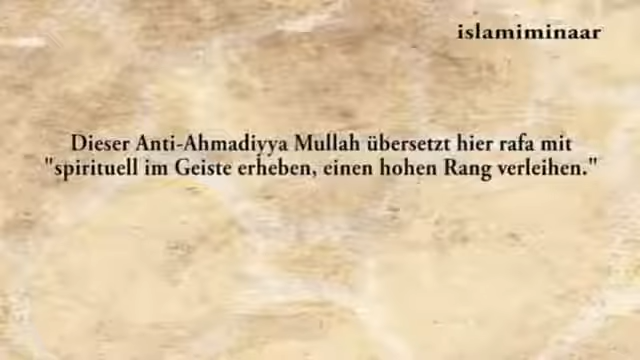 islamiminaar
Dieser Anti-Ahmadiyya Mullah übersetzt hier rafa mit
"spirituell im Geiste erheben, einen hohen Rang verleihen."